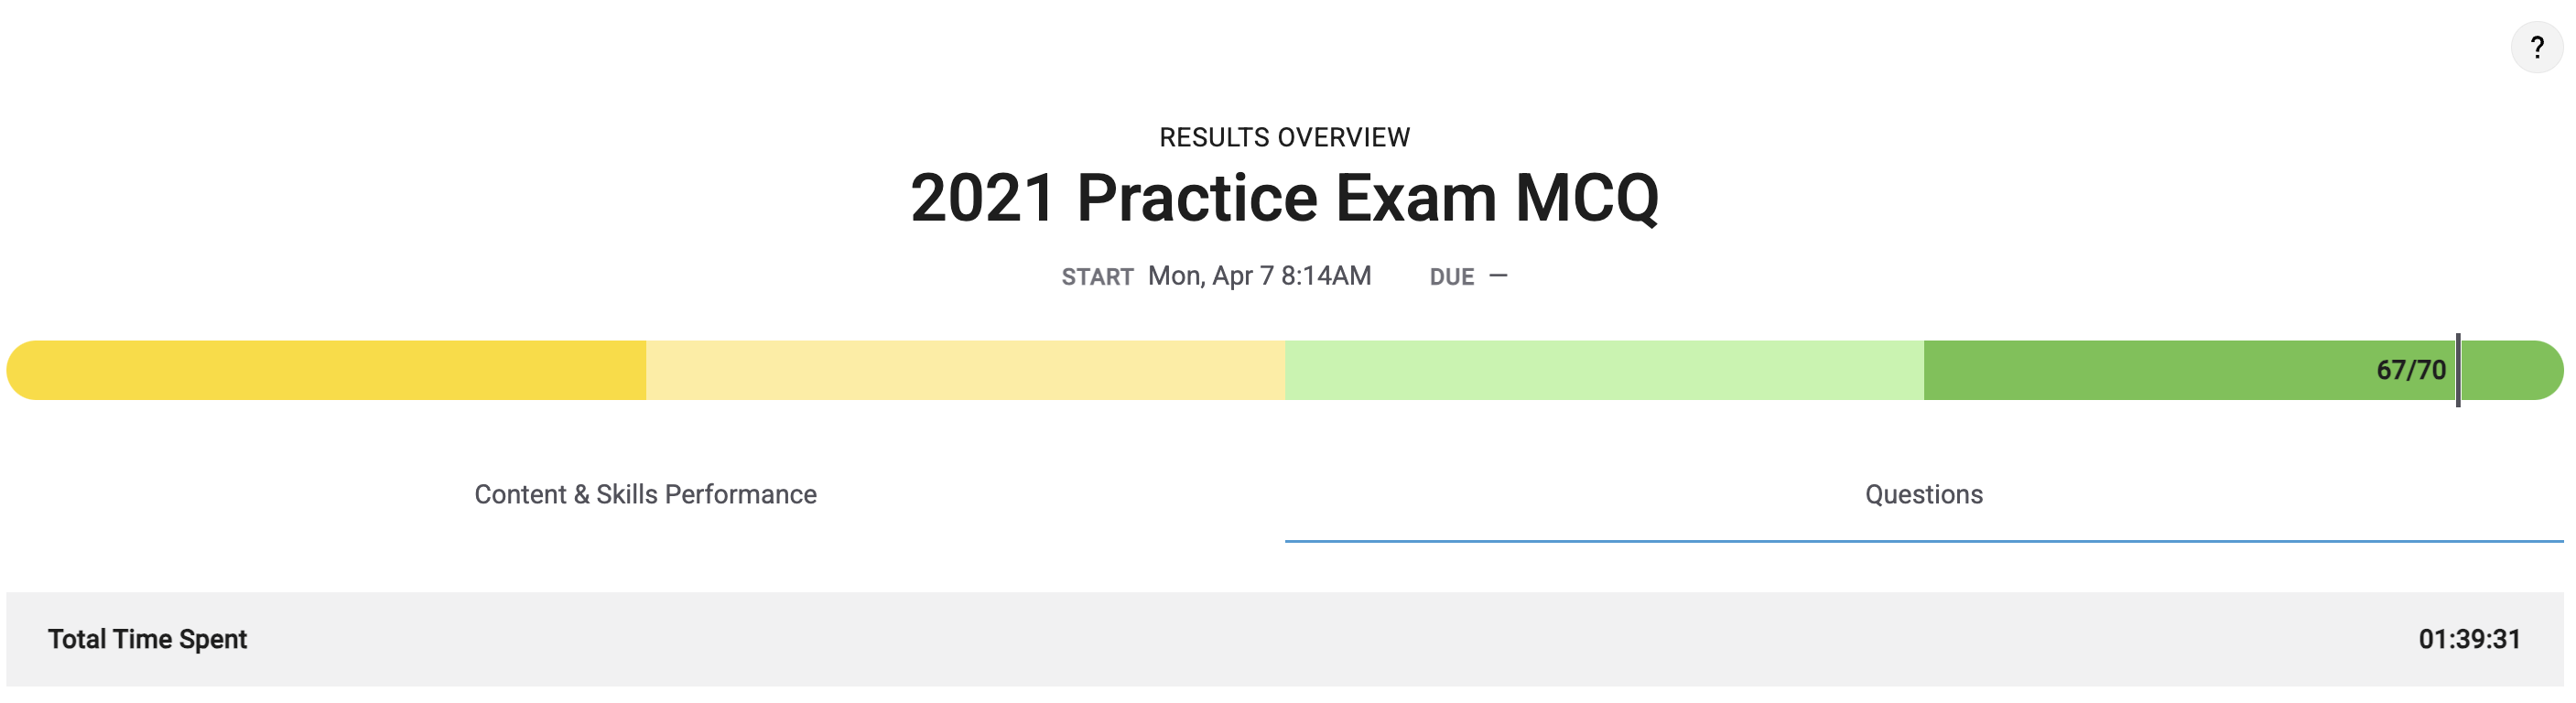 ?
RESULTS OVERVIEW
2021 Practice Exam MCQ
START Mon, Apr 7 8:14AM DUE —
67/70
Content & Skills Performance Questions
Total Time Spent 01:39:31